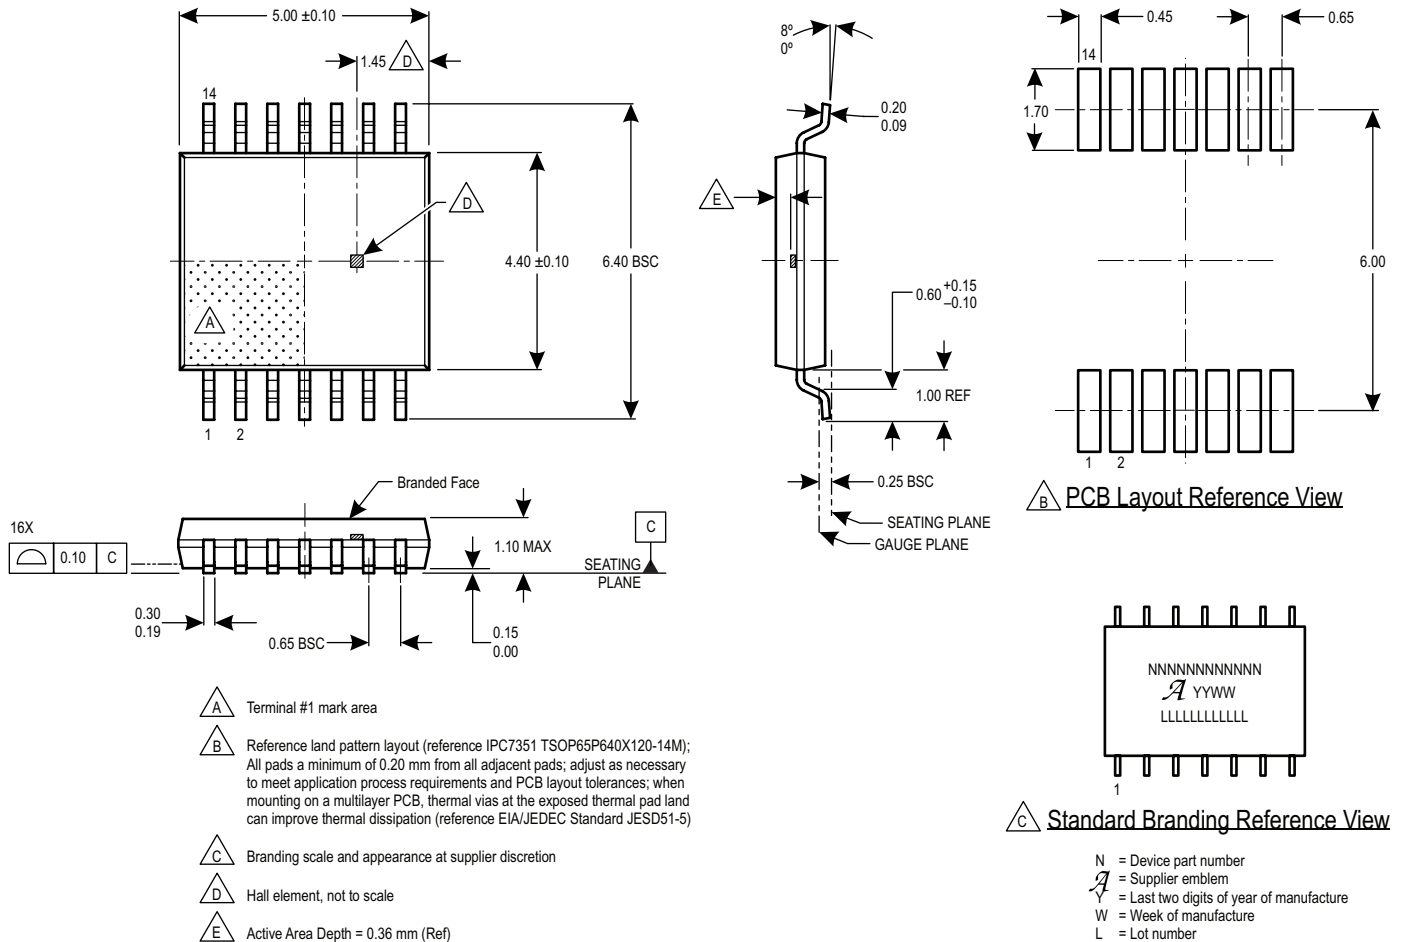 5.00 ±0.10
1.45 D
14
D
A
4.40 ±0.10
6.40 BSC
1 2
8º
0º
0.20
0.09
E
0.60 +0.15
–0.10
1.00 REF
0.25 BSC
SEATING PLANE
GAUGE PLANE
0.45
0.65
14
1.70
6.00
1 2
B PCB Layout Reference View
Branded Face
16X
0.10 C
1.10 MAX
C
SEATING
PLANE
0.30
0.19
0.65 BSC
0.15
0.00
NNNNNNNNNNNNN
A YYWW
LLLLLLLLLLLL
1
C Standard Branding Reference View
N = Device part number
A = Supplier emblem
Y = Last two digits of year of manufacture
W = Week of manufacture
L = Lot number
A Terminal #1 mark area
B Reference land pattern layout (reference IPC7351 TSOP65P640X120-14M);
All pads a minimum of 0.20 mm from all adjacent pads; adjust as necessary
to meet application process requirements and PCB layout tolerances; when
mounting on a multilayer PCB, thermal vias at the exposed thermal pad land
can improve thermal dissipation (reference EIA/JEDEC Standard JESD51-5)
C Branding scale and appearance at supplier discretion
D Hall element, not to scale
E Active Area Depth = 0.36 mm (Ref)